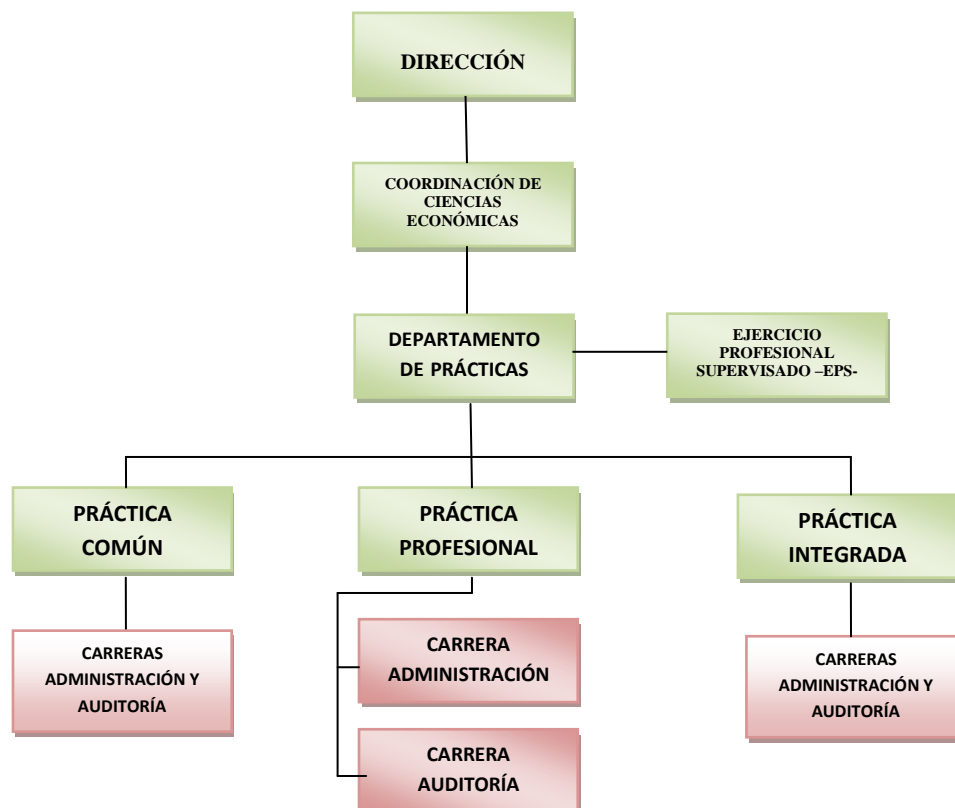 DIRECCIÓN
COORDINACIÓN DE
CIENCIAS
ECONÓMICAS
DEPARTAMENTO
DE PRÁCTICAS
EJERCICIO
PROFESIONAL
SUPERVISADO –EPS-
PRÁCTICA
COMÚN
PRÁCTICA
PROFESIONAL
PRÁCTICA
INTEGRADA
CARRERAS
ADMINISTRACIÓN Y
AUDITORÍA
CARRERA
ADMINISTRACIÓN
CARRERA
AUDITORÍA
CARRERAS
ADMINISTRACIÓN Y
AUDITORÍA